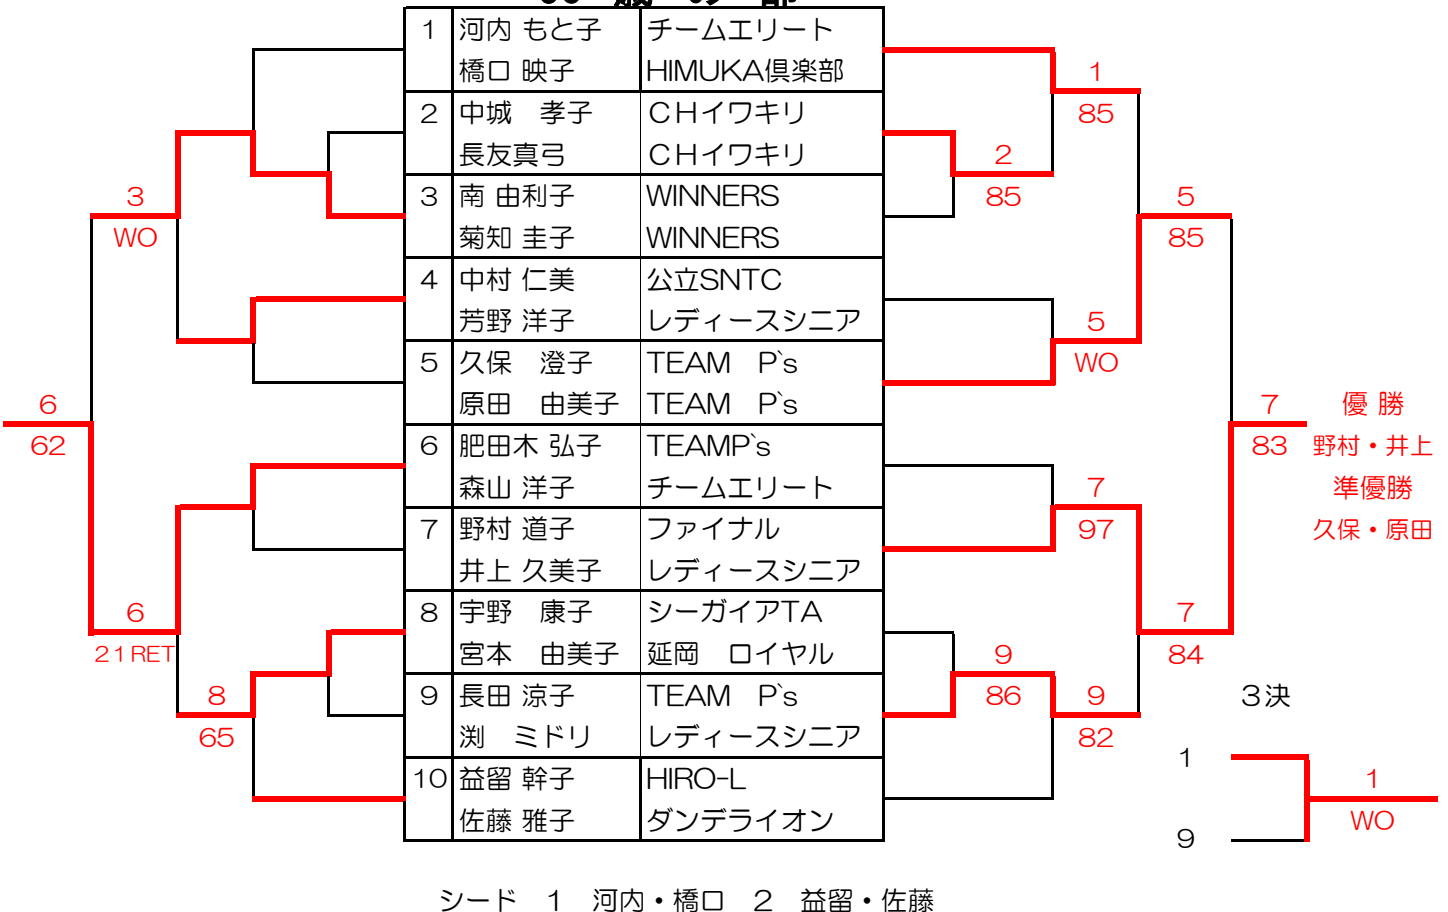 1 河内 もと子 チームエリート
橋口 映子 HIMUKA倶楽部
2 中城　孝子 ＣＨイワキリ
長友真弓 ＣＨイワキリ
3 南 由利子 WINNERS
菊知 圭子 WINNERS
4 中村 仁美 公立SNTC
芳野 洋子 レディースシニア
5 久保　澄子 TEAM　P`s
原田　由美子 TEAM　P`s
6 肥田木 弘子 TEAMP`s
森山 洋子 チームエリート
7 野村 道子 ファイナル
井上 久美子 レディースシニア
8 宇野　康子 シーガイアTA
宮本　由美子 延岡　ロイヤル
9 長田 涼子 TEAM　P`s
渕　ミドリ レディースシニア
10 益留 幹子 HIRO-L
佐藤 雅子 ダンデライオン
3
WO
6
62
6
21RET
8
65
1
85
2
85
5
85
5
WO
7
97
7
84
9
86
9
82
7
83
優 勝
野村・井上
準優勝
久保・原田
３決
1
9
1
WO
シード　１　河内・橋口　２　益留・佐藤